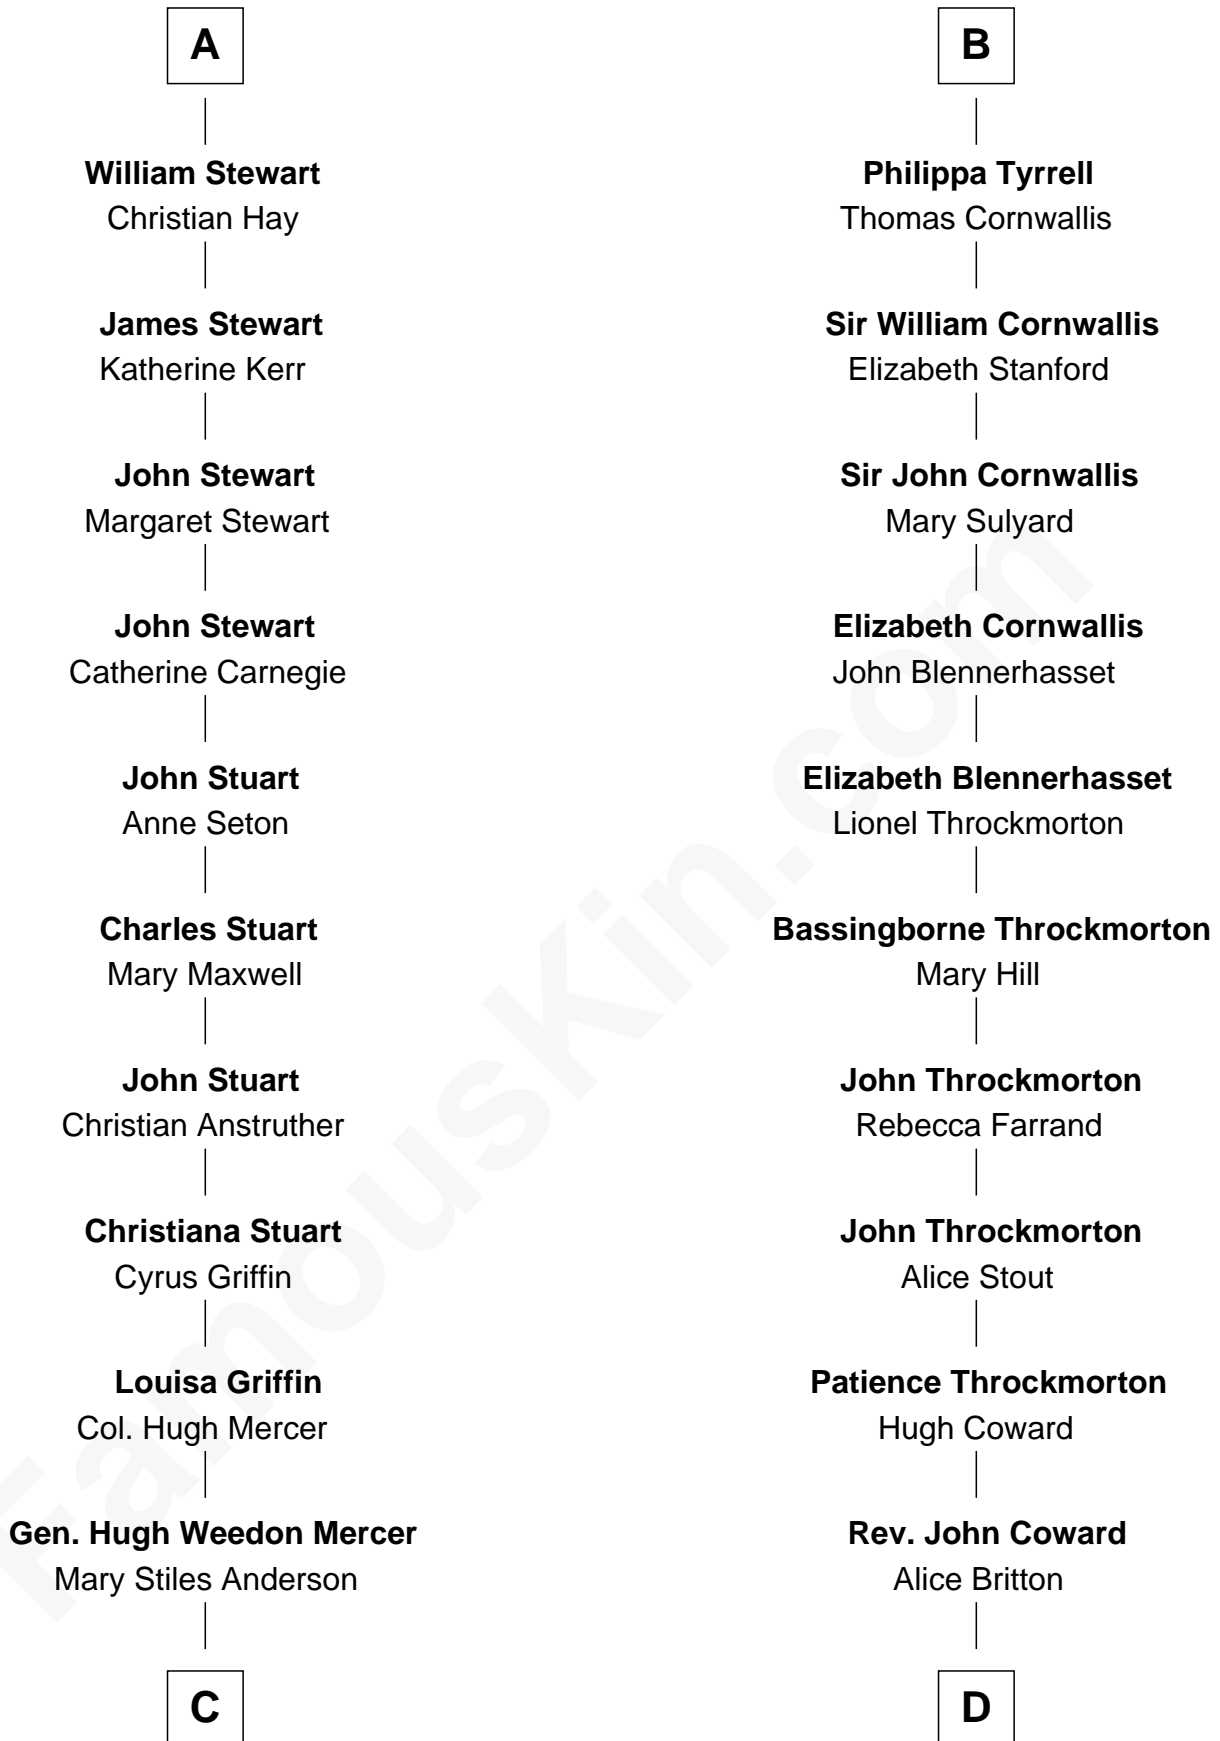 A
William Stewart
Christian Hay
James Stewart
Katherine Kerr
John Stewart
Margaret Stewart
John Stewart
Catherine Carnegie
John Stuart
Anne Seton
Charles Stuart
Mary Maxwell
John Stuart
Christian Anstruther
Christiana Stuart
Cyrus Griffin
Louisa Griffin
Col. Hugh Mercer
Gen. Hugh Weedon Mercer
Mary Stiles Anderson
C
B
Philippa Tyrrell
Thomas Cornwallis
Sir William Cornwallis
Elizabeth Stanford
Sir John Cornwallis
Mary Sulyard
Elizabeth Cornwallis
John Blennerhasset
Elizabeth Blennerhasset
Lionel Throckmorton
Bassingborne Throckmorton
Mary Hill
John Throckmorton
Rebecca Farrand
John Throckmorton
Alice Stout
Patience Throckmorton
Hugh Coward
Rev. John Coward
Alice Britton
D
FamousKin.com